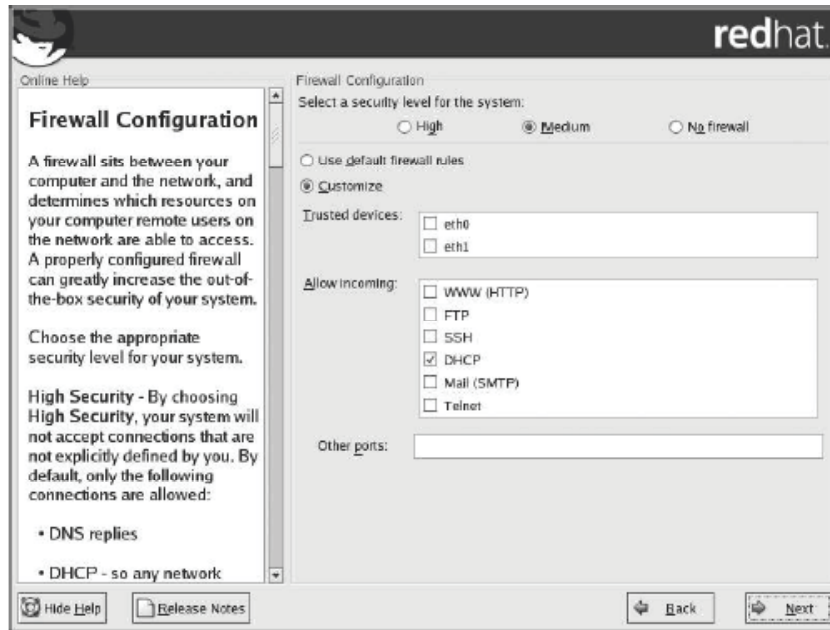 redhat.
Online Help
Firewall Configuration
A firewall sits between your
computer and the network, and
determines which resources on
your computer remote users on
the network are able to access.
A properly configured firewall
can greatly increase the out-of-
the-box security of your system.
Choose the appropriate
security level for your system.
High Security - By choosing
High Security, your system will
not accept connections that are
not explicitly defined by you. By
default, only the following
connections are allowed:
• DNS replies
• DHCP - so any network
Firewall Configuration
Select a security level for the system:
High Medium No firewall
Use default firewall rules
Customize
Trusted devices:
eth0
eth1
Allow incoming:
WWW (HTTP)
FTP
SSH
DHCP
Mail (SMTP)
Telnet
Other ports:
Hide Help Release Notes Back Next